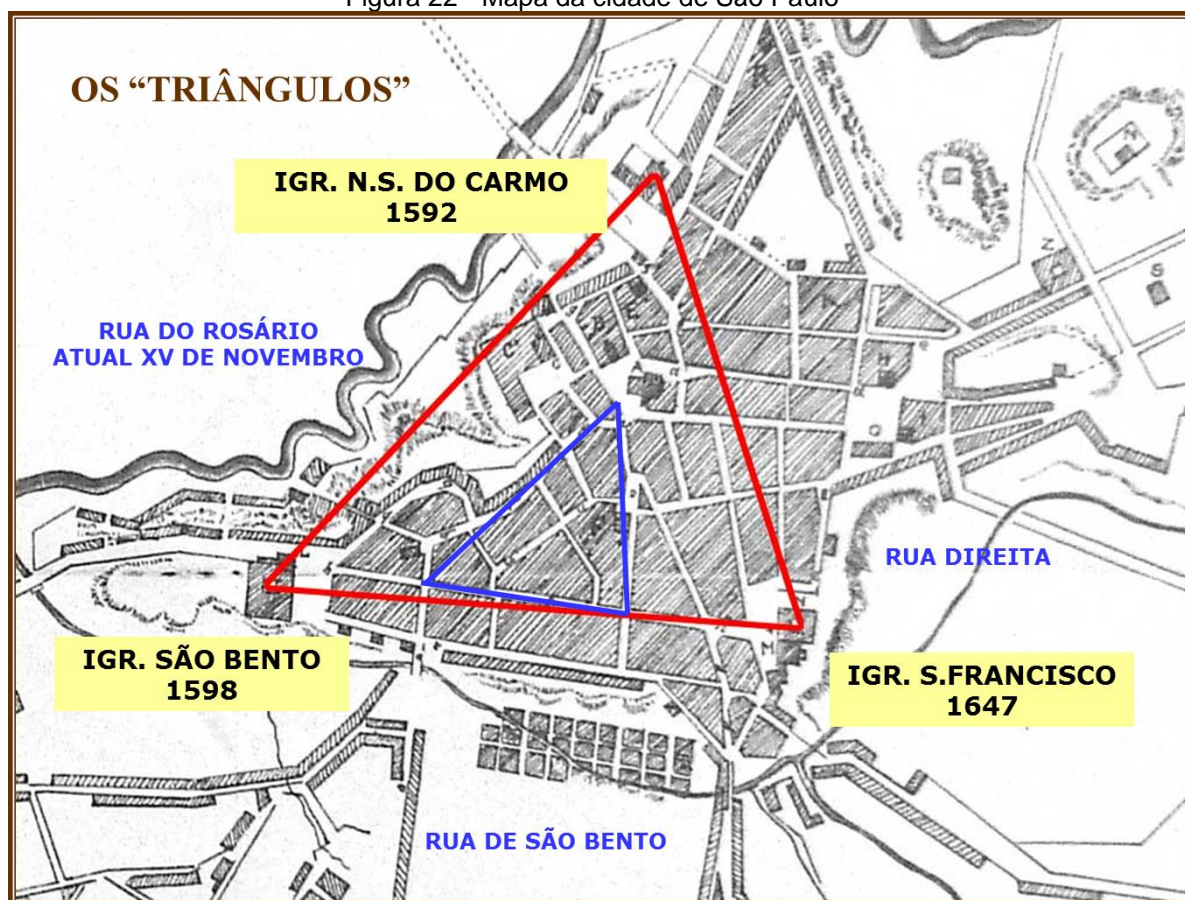 Figura 22 - Mapa da cidade de São Paulo
OS “TRIÂNGULOS”
IGR. N.S. DO CARMO
1592
RUA DO ROSÁRIO
ATUAL XV DE NOVEMBRO
RUA DIREITA
IGR. SÃO BENTO
1598
IGR. S.FRANCISCO
1647
RUA DE SÃO BENTO
Z
S
A
C
H
Q
M